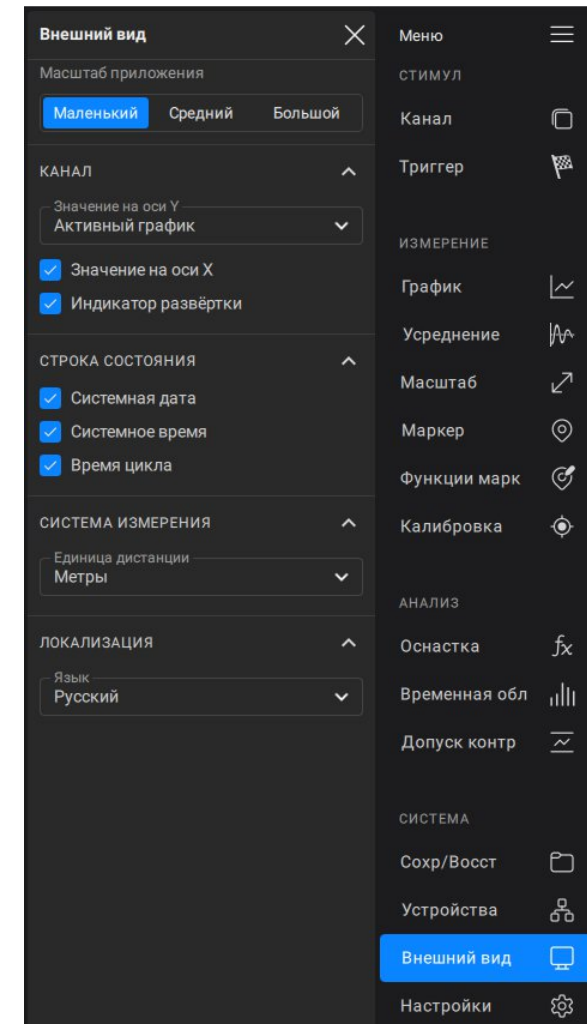 Внешний вид
Масштаб приложения
Маленький Средний Большой
КАНАЛ
Значение на оси Y
Активный график
Значение на оси X
Индикатор развёртки
СТРОКА СОСТОЯНИЯ
Системная дата
Системное время
Время цикла
СИСТЕМА ИЗМЕРЕНИЯ
Единица дистанции
Метры
ЛОКАЛИЗАЦИЯ
Язык
Русский
Меню
СТИМУЛ
Канал
Триггер
ИЗМЕРЕНИЕ
График
Усреднение
Масштаб
Маркер
Функции марк
Калибровка
АНАЛИЗ
Оснастка
Временная обл
Допуск контр
СИСТЕМА
Сохр/Восст
Устройства
Внешний вид
Настройки